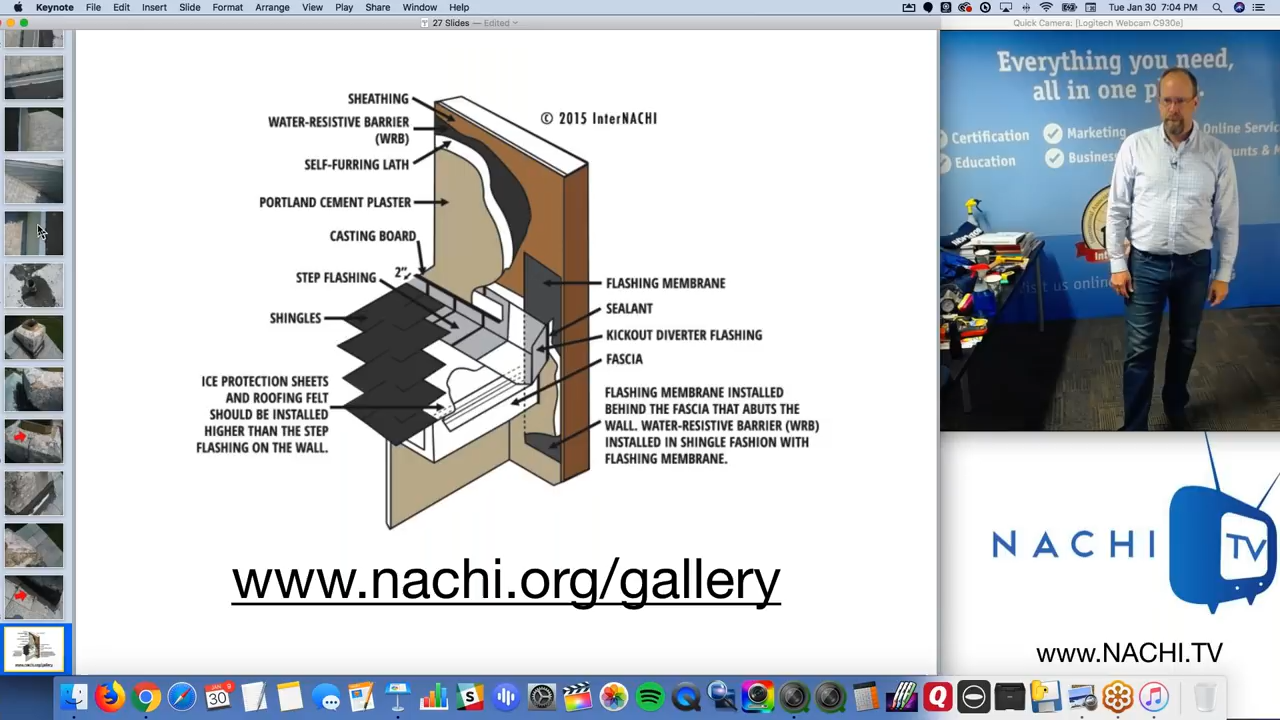 Keynote File Edit Insert Slide Format Arrange View Play Share Window Help
Tue Jan 30 7:04 PM
27 Slides — Edited
Quick Camera: [Logitech Webcam C930e]
SHEATHING
WATER-RESISTIVE BARRIER
(WRB)
SELF-FURRING LATH
PORTLAND CEMENT PLASTER
CASTING BOARD
2"
STEP FLASHING
SHINGLES
ICE PROTECTION SHEETS
AND ROOFING FELT
SHOULD BE INSTALLED
HIGHER THAN THE STEP
FLASHING ON THE WALL.
© 2015 InterNACHI
FLASHING MEMBRANE
SEALANT
KICKOUT DIVERTER FLASHING
FASCIA
FLASHING MEMBRANE INSTALLED
BEHIND THE FASCIA THAT ABUTS THE
WALL. WATER-RESISTIVE BARRIER (WRB)
INSTALLED IN SHINGLE FASHION WITH
FLASHING MEMBRANE.
www.nachi.org/gallery
Everything you need,
all in one
Certification
Marketing
Online
Education
NACHI TV
www.NACHI.TV